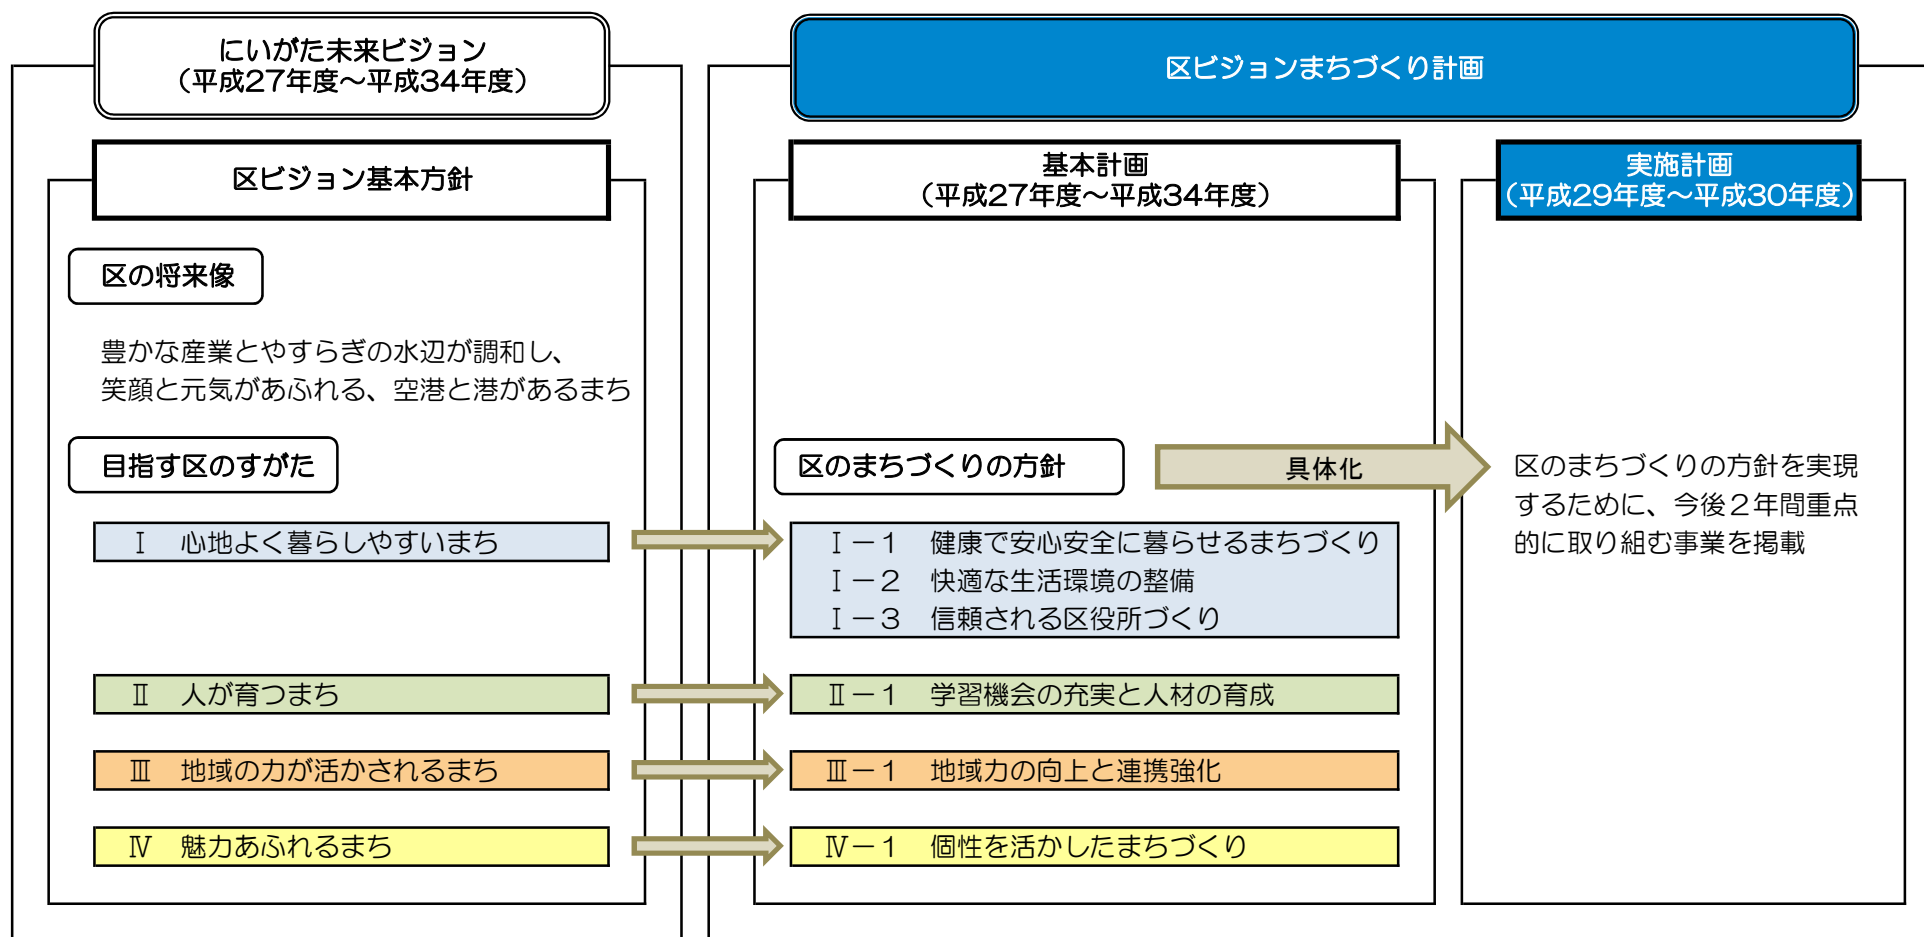 にいがた未来ビジョン
（平成27年度～平成34年度）
区ビジョン基本方針
区の将来像
豊かな産業とやすらぎの水辺が調和し、
笑顔と元気があふれる、空港と港があるまち
目指す区のすがた
Ⅰ　心地よく暮らしやすいまち
Ⅱ　人が育つまち
Ⅲ　地域の力が活かされるまち
Ⅳ　魅力あふれるまち
区ビジョンまちづくり計画
基本計画
（平成27年度～平成34年度）
区のまちづくりの方針
Ⅰ－１　健康で安心安全に暮らせるまちづくり
Ⅰ－２　快適な生活環境の整備
Ⅰ－３　信頼される区役所づくり
Ⅱ－１　学習機会の充実と人材の育成
Ⅲ－１　地域力の向上と連携強化
Ⅳ－１　個性を活かしたまちづくり
具体化
実施計画
（平成29年度～平成30年度）
区のまちづくりの方針を実現
するために、今後２年間重点
的に取り組む事業を掲載